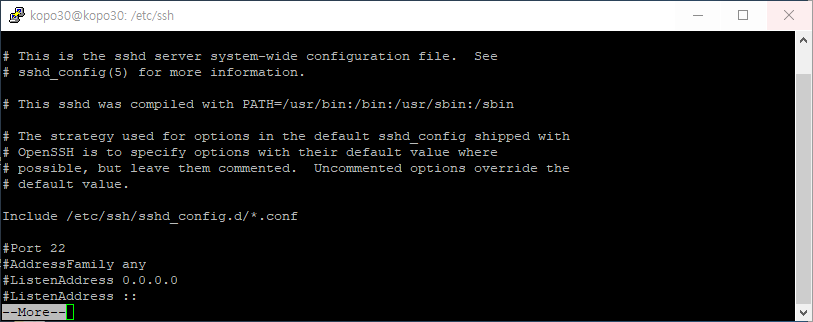 kopo30@kopo30: /etc/ssh
# This is the sshd server system-wide configuration file.  See
# sshd_config(5) for more information.
# This sshd was compiled with PATH=/usr/bin:/bin:/usr/sbin:/sbin
# The strategy used for options in the default sshd_config shipped with
# OpenSSH is to specify options with their default value where
# possible, but leave them commented.  Uncommented options override the
# default value.
Include /etc/ssh/sshd_config.d/*.conf
#Port 22
#AddressFamily any
#ListenAddress 0.0.0.0
#ListenAddress ::
--More--